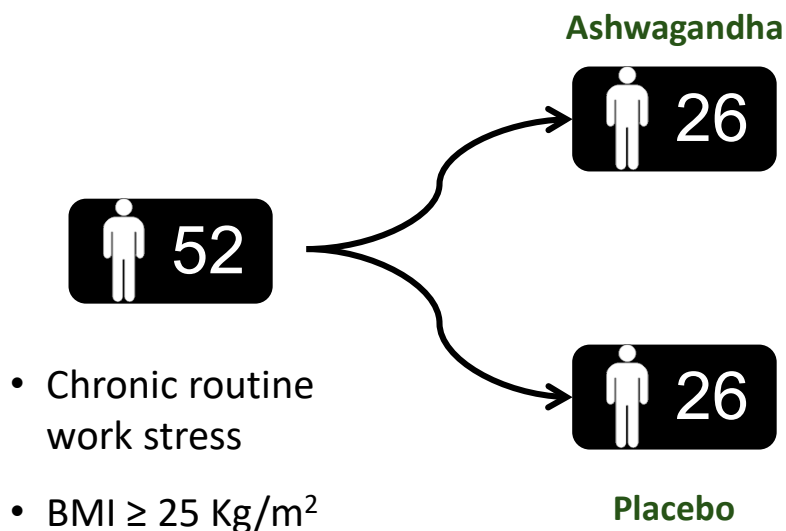 Ashwagandha
26
52
26
• Chronic routine
work stress
• BMI ≥ 25 Kg/m²
Placebo